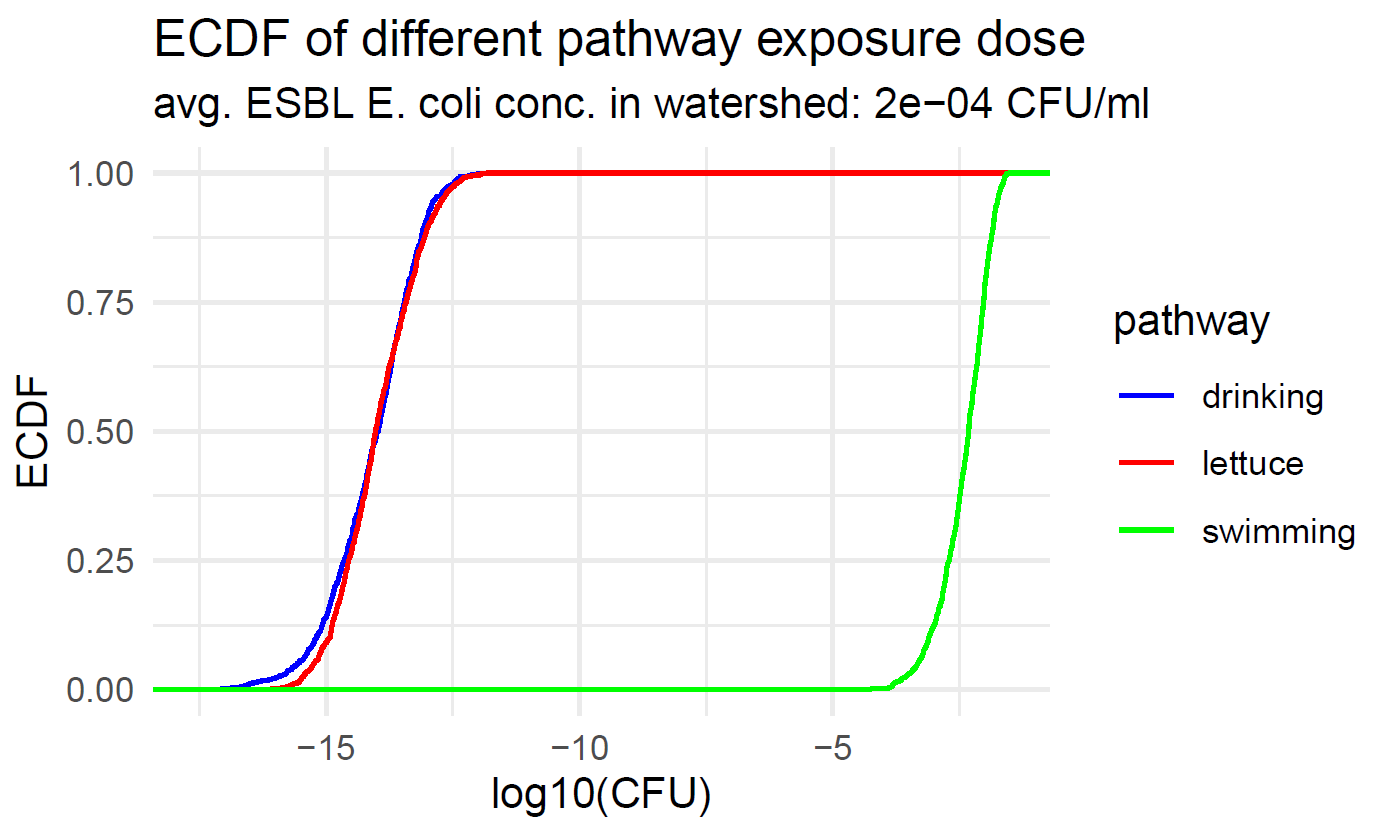 ECDF of different pathway exposure dose
avg. ESBL E. coli conc. in watershed: 2e−04 CFU/ml
1.00
0.75
0.50
0.25
0.00
ECDF
−15
−10
−5
log10(CFU)
pathway
drinking
lettuce
swimming